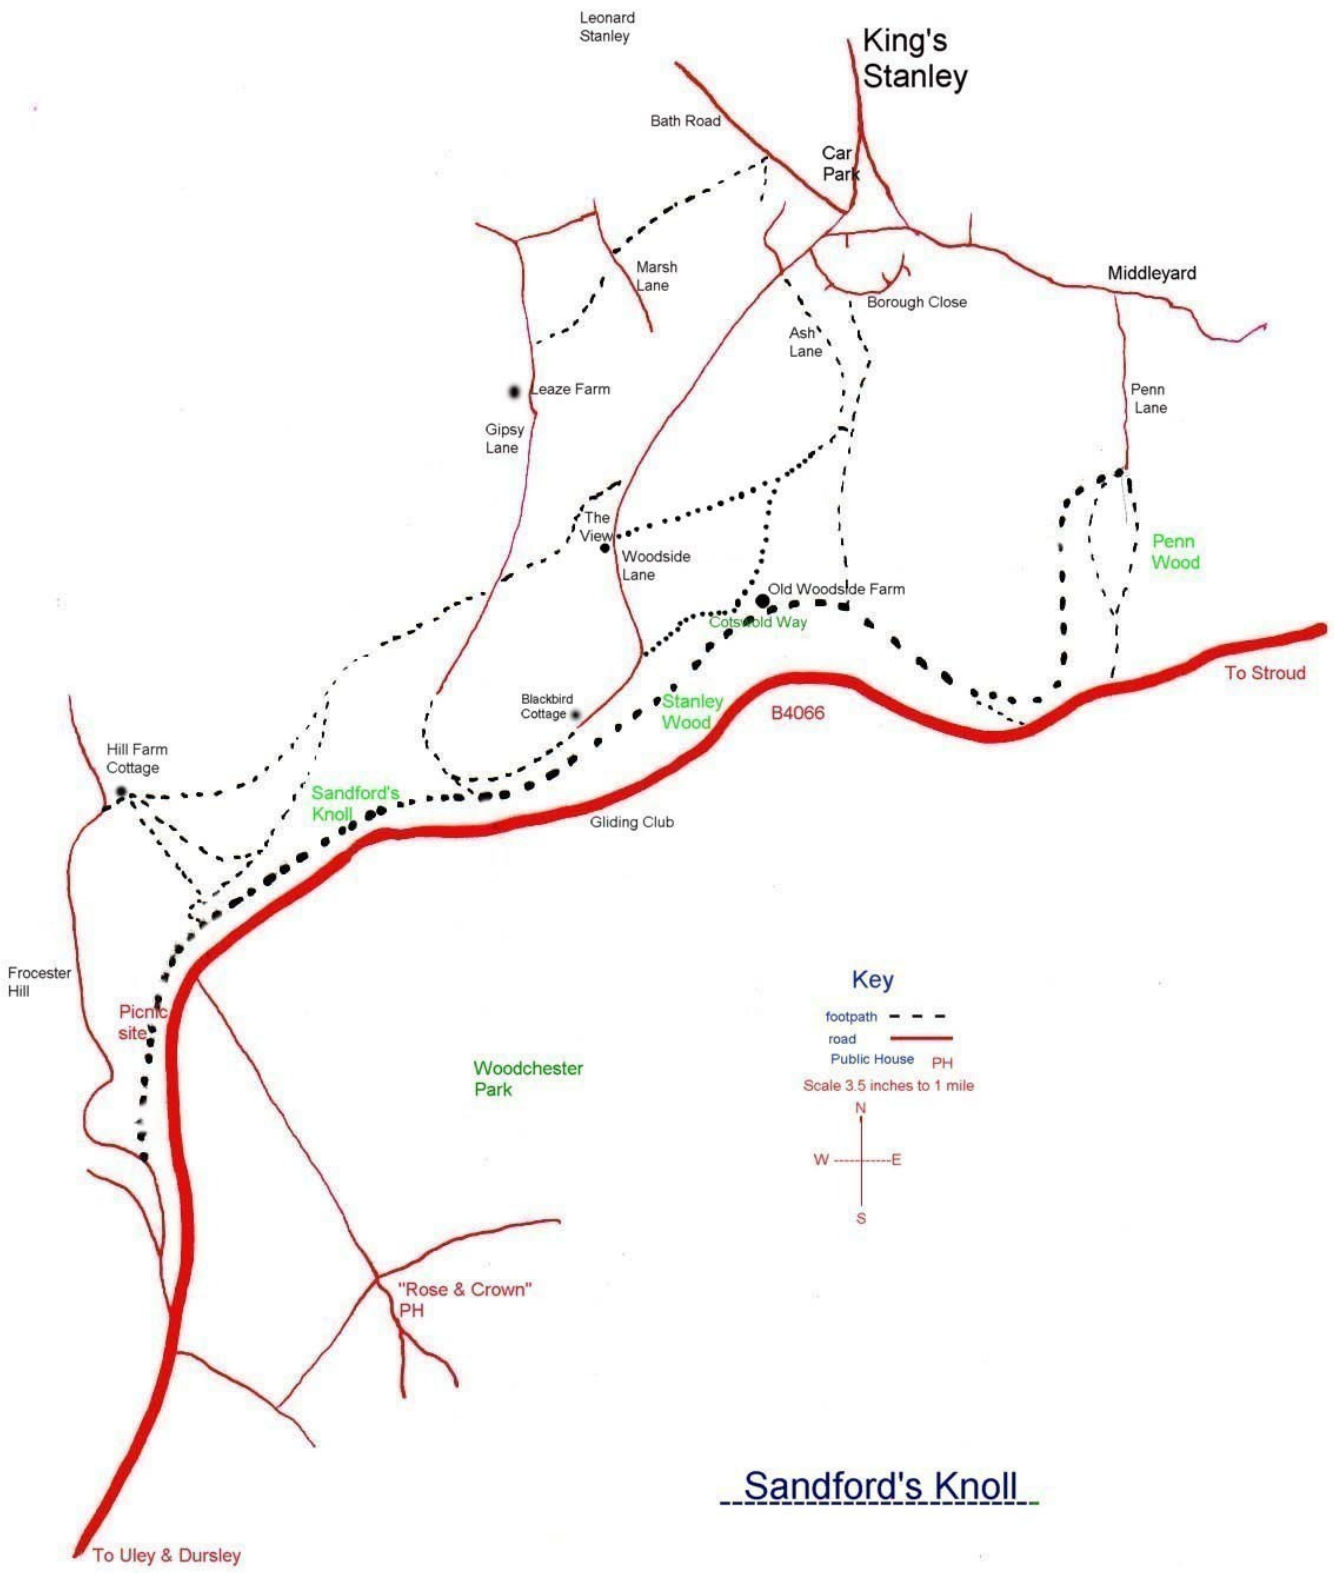 Leonard
Stanley
King's
Stanley
Bath Road
Car
Park
Marsh
Lane
Middleyard
Borough Close
Ash
Lane
Leaze Farm
Penn
Lane
Gipsy
Lane
The
View
Woodside
Lane
Penn
Wood
Old Woodside Farm
Cotswold Way
To Stroud
Blackbird
Cottage
Stanley
Wood
B4066
Hill Farm
Cottage
Sandford's
Knoll
Gliding Club
Frocester
Hill
Picnic
site
Key
footpath
road
Public House PH
Scale 3.5 inches to 1 mile
N
W E
S
Woodchester
Park
"Rose & Crown"
PH
Sandford's Knoll
To Uley & Dursley